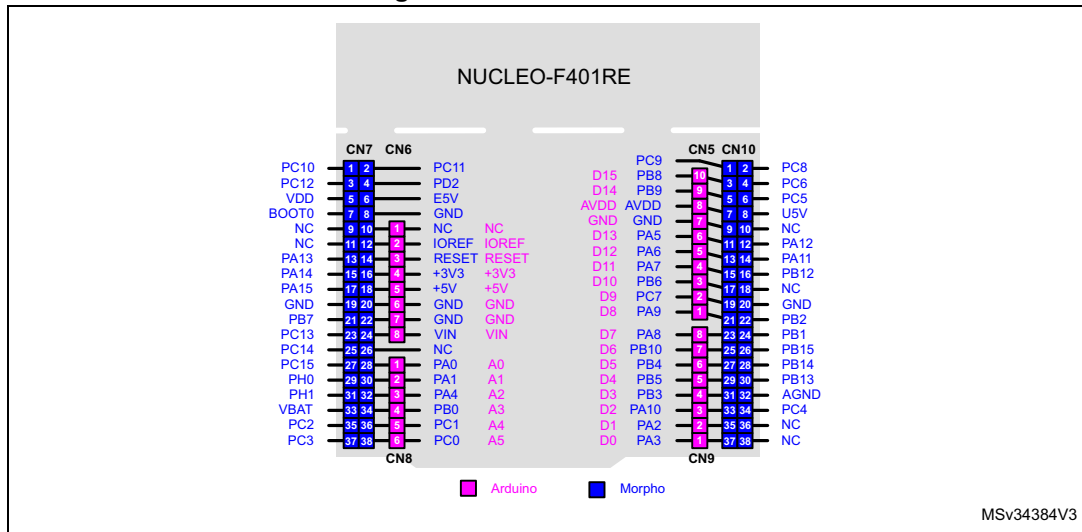 NUCLEO-F401RE
CN7 CN6 CN5 CN10
PC9
PC10 1 2 PC11 1 2 PC8
D15 PB8 10
PC12 3 4 PD2 3 4 PC6
D14 PB9 9
VDD 5 6 E5V 5 6 PC5
AVDD AVDD 8
BOOT0 7 8 GND 7 8 U5V
GND GND 7
NC 9 10 1 NC NC 9 10 NC
D13 PA5 6
NC 11 12 2 IOREF IOREF 11 12 PA12
D12 PA6 5
PA13 13 14 3 RESET RESET 13 14 PA11
D11 PA7 4
PA14 15 16 4 +3V3 +3V3 15 16 PB12
D10 PB6 3
PA15 17 18 5 +5V +5V 17 18 NC
D9 PC7 2
GND 19 20 6 GND GND 19 20 GND
D8 PA9 1
PB7 21 22 7 GND GND 21 22 PB2
PC13 23 24 8 VIN VIN D7 PA8 8 23 24 PB1
PC14 25 26 NC D6 PB10 7 25 26 PB15
PC15 27 28 1 PA0 A0 D5 PB4 6 27 28 PB14
PH0 29 30 2 PA1 A1 D4 PB5 5 29 30 PB13
PH1 31 32 3 PA4 A2 D3 PB3 4 31 32 AGND
VBAT 33 34 4 PB0 A3 D2 PA10 3 33 34 PC4
PC2 35 36 5 PC1 A4 D1 PA2 2 35 36 NC
PC3 37 38 6 PC0 A5 D0 PA3 1 37 38 NC
CN8 CN9
Arduino Morpho
MSv34384V3